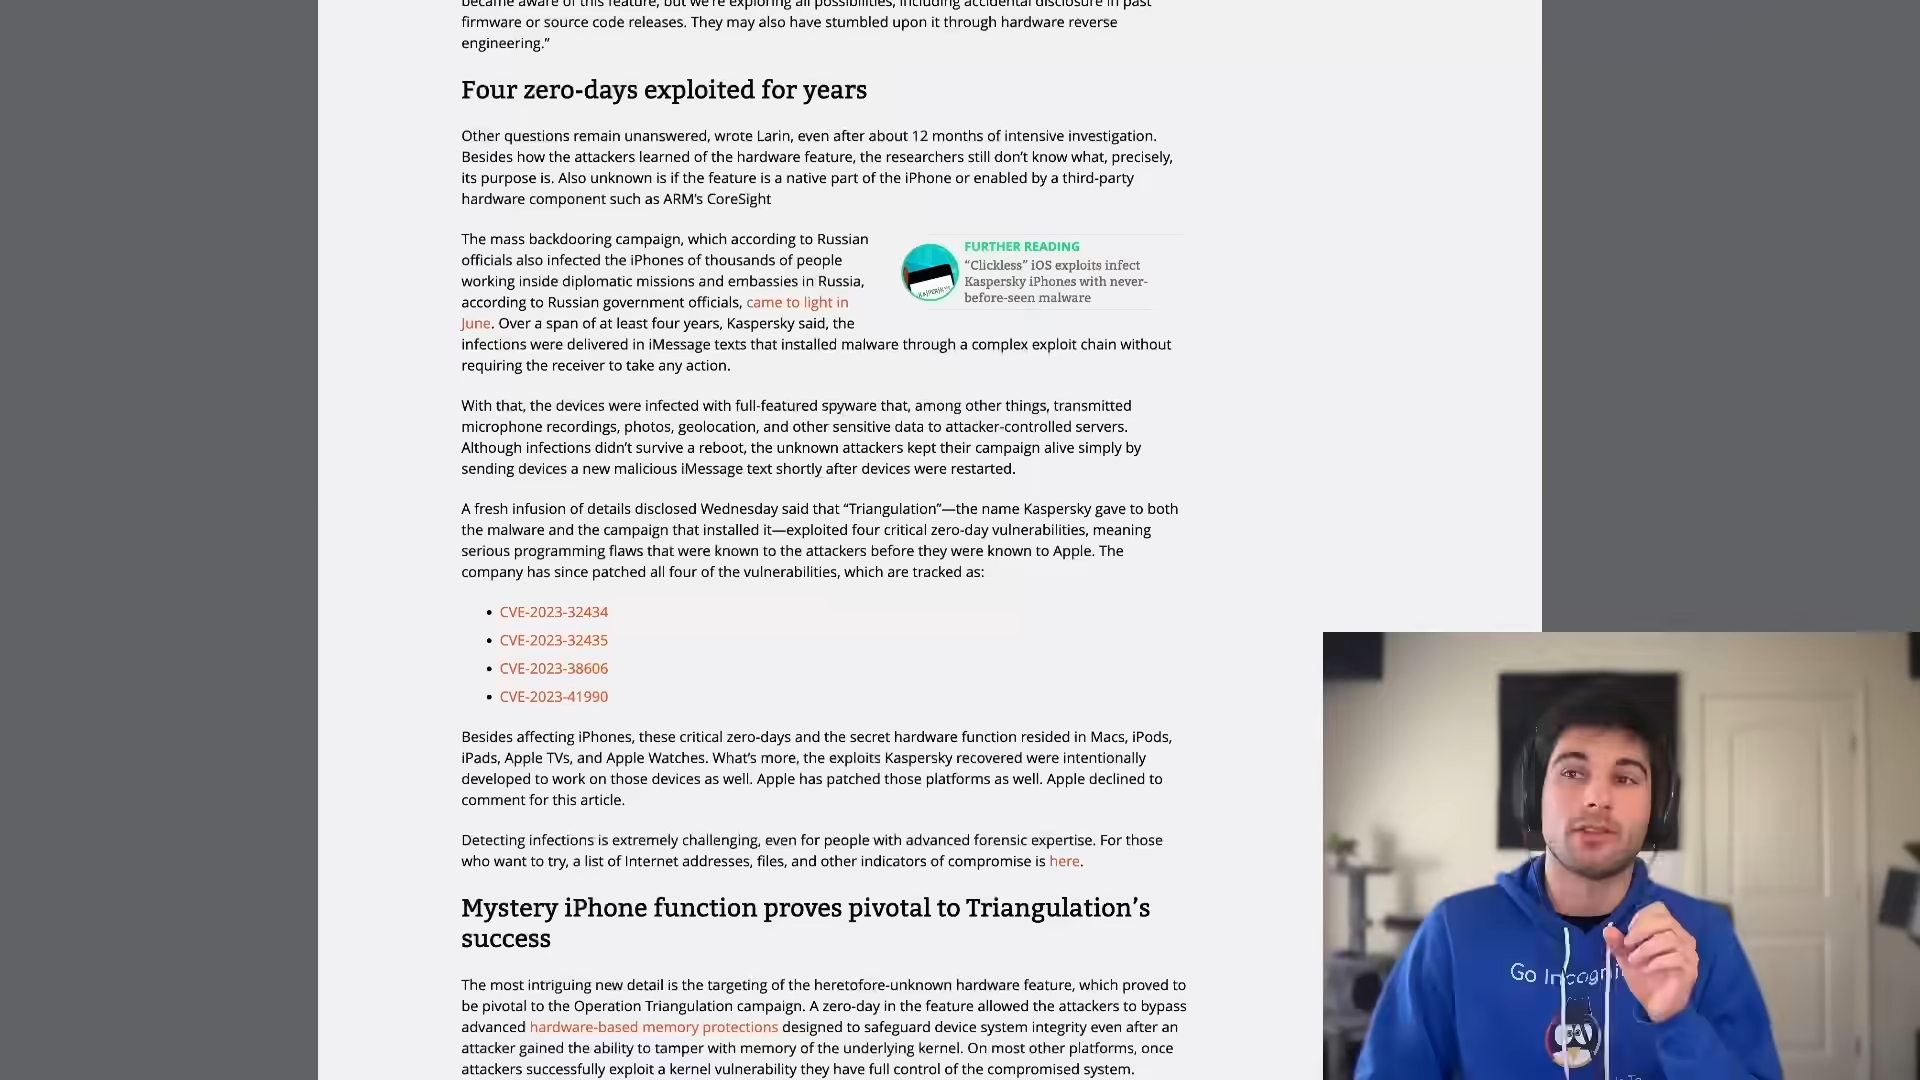 became aware of this feature, but we're exploring all possibilities, including accidental disclosure in past
firmware or source code releases. They may also have stumbled upon it through hardware reverse
engineering.”
Four zero-days exploited for years
Other questions remain unanswered, wrote Larin, even after about 12 months of intensive investigation.
Besides how the attackers learned of the hardware feature, the researchers still don’t know what, precisely,
its purpose is. Also unknown is if the feature is a native part of the iPhone or enabled by a third-party
hardware component such as ARM’s CoreSight
The mass backdooring campaign, which according to Russian
officials also infected the iPhones of thousands of people
working inside diplomatic missions and embassies in Russia,
according to Russian government officials, came to light in
June. Over a span of at least four years, Kaspersky said, the
infections were delivered in iMessage texts that installed malware through a complex exploit chain without
requiring the receiver to take any action.
FURTHER READING
“Clickless” iOS exploits infect
Kaspersky iPhones with never-
before-seen malware
With that, the devices were infected with full-featured spyware that, among other things, transmitted
microphone recordings, photos, geolocation, and other sensitive data to attacker-controlled servers.
Although infections didn’t survive a reboot, the unknown attackers kept their campaign alive simply by
sending devices a new malicious iMessage text shortly after devices were restarted.
A fresh infusion of details disclosed Wednesday said that “Triangulation”—the name Kaspersky gave to both
the malware and the campaign that installed it—exploited four critical zero-day vulnerabilities, meaning
serious programming flaws that were known to the attackers before they were known to Apple. The
company has since patched all four of the vulnerabilities, which are tracked as:
• CVE-2023-32434
• CVE-2023-32435
• CVE-2023-38606
• CVE-2023-41990
Besides affecting iPhones, these critical zero-days and the secret hardware function resided in Macs, iPods,
iPads, Apple TVs, and Apple Watches. What’s more, the exploits Kaspersky recovered were intentionally
developed to work on those devices as well. Apple has patched those platforms as well. Apple declined to
comment for this article.
Detecting infections is extremely challenging, even for people with advanced forensic expertise. For those
who want to try, a list of Internet addresses, files, and other indicators of compromise is here.
Mystery iPhone function proves pivotal to Triangulation’s
success
The most intriguing new detail is the targeting of the heretofore-unknown hardware feature, which proved to
be pivotal to the Operation Triangulation campaign. A zero-day in the feature allowed the attackers to bypass
advanced hardware-based memory protections designed to safeguard device system integrity even after an
attacker gained the ability to tamper with memory of the underlying kernel. On most other platforms, once
attackers successfully exploit a kernel vulnerability they have full control of the compromised system.
Go Incogni